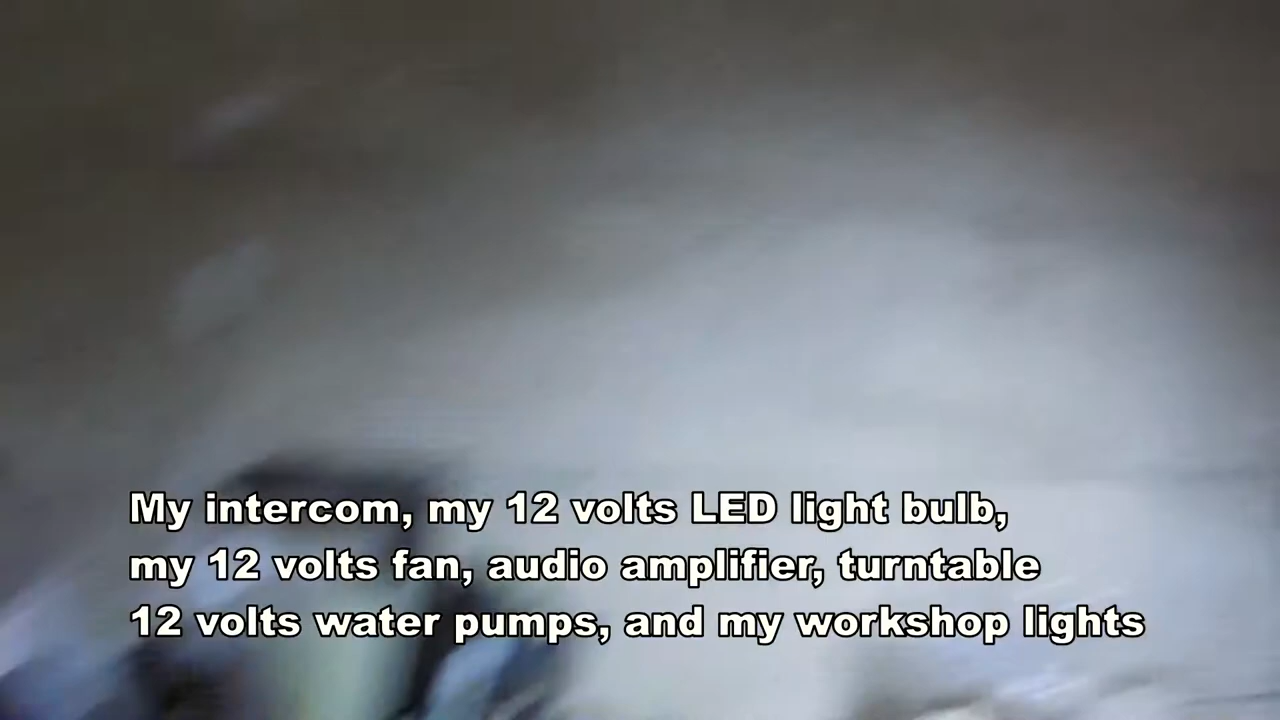 My intercom, my 12 volts LED light bulb,
my 12 volts fan, audio amplifier, turntable
12 volts water pumps, and my workshop lights